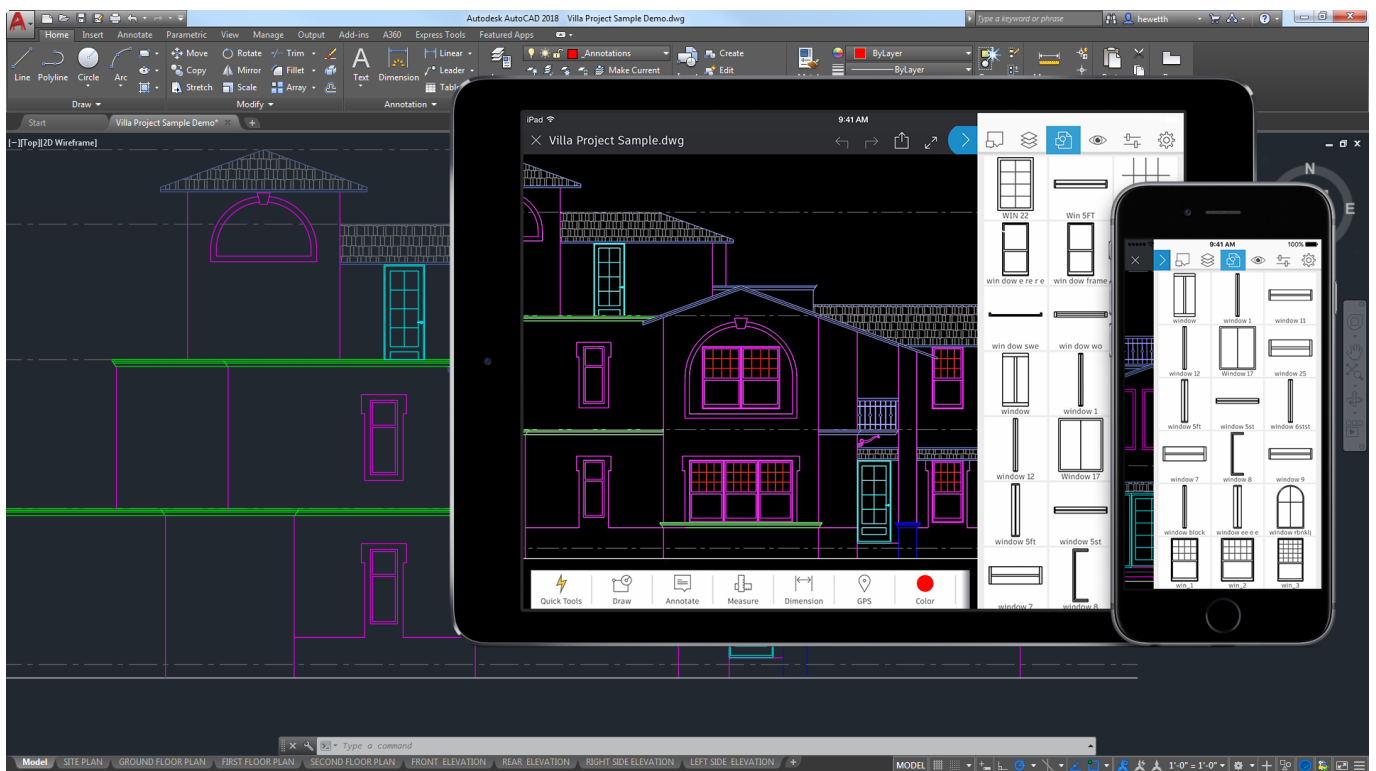 Autodesk AutoCAD 2018 Villa Project Sample Demo.dwg
Type a keyword or phrase
hewetth
Home Insert Annotate Parametric View Manage Output Add-ins A360 Express Tools Featured Apps
Line Polyline Circle Arc
Move Rotate Trim
Copy Mirror Fillet
Stretch Scale Array
Text Dimension
Linear
Leader
Table
_Annotations
Make Current
Create
Edit
ByLayer
ByLayer
Draw Modify Annotation
Start Villa Project Sample Demo*
[−][Top][2D Wireframe]
N
E
iPad 9:41 AM
Villa Project Sample.dwg
WIN 22 Win 5FT
win dow e re r e win dow frame
win dow swe win dow wo
window window 1
window 12 Window 17
window 5ft window 5st
window 7 window 8
Quick Tools Draw Annotate Measure Dimension GPS Color
9:41 AM 100%
window window 1 window 11
window 12 Window 17 window 25
window 5ft window 5st window 6stst
window 7 window 8 window 9
window block window ee e e window rbnklj
win_1 win_2 win_3
Type a command
Model SITE PLAN GROUND FLOOR PLAN FIRST FLOOR PLAN SECOND FLOOR PLAN FRONT ELEVATION REAR ELEVATION RIGHT SIDE ELEVATION LEFT SIDE ELEVATION +
MODEL 1'-0" = 1'-0"